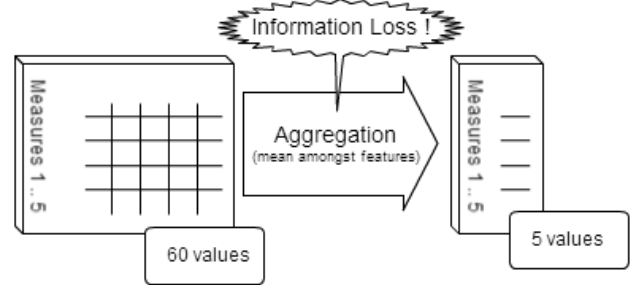 Information Loss !
Measures 1 .. 5
Aggregation
(mean amongst features)
Measures 1 .. 5
60 values
5 values